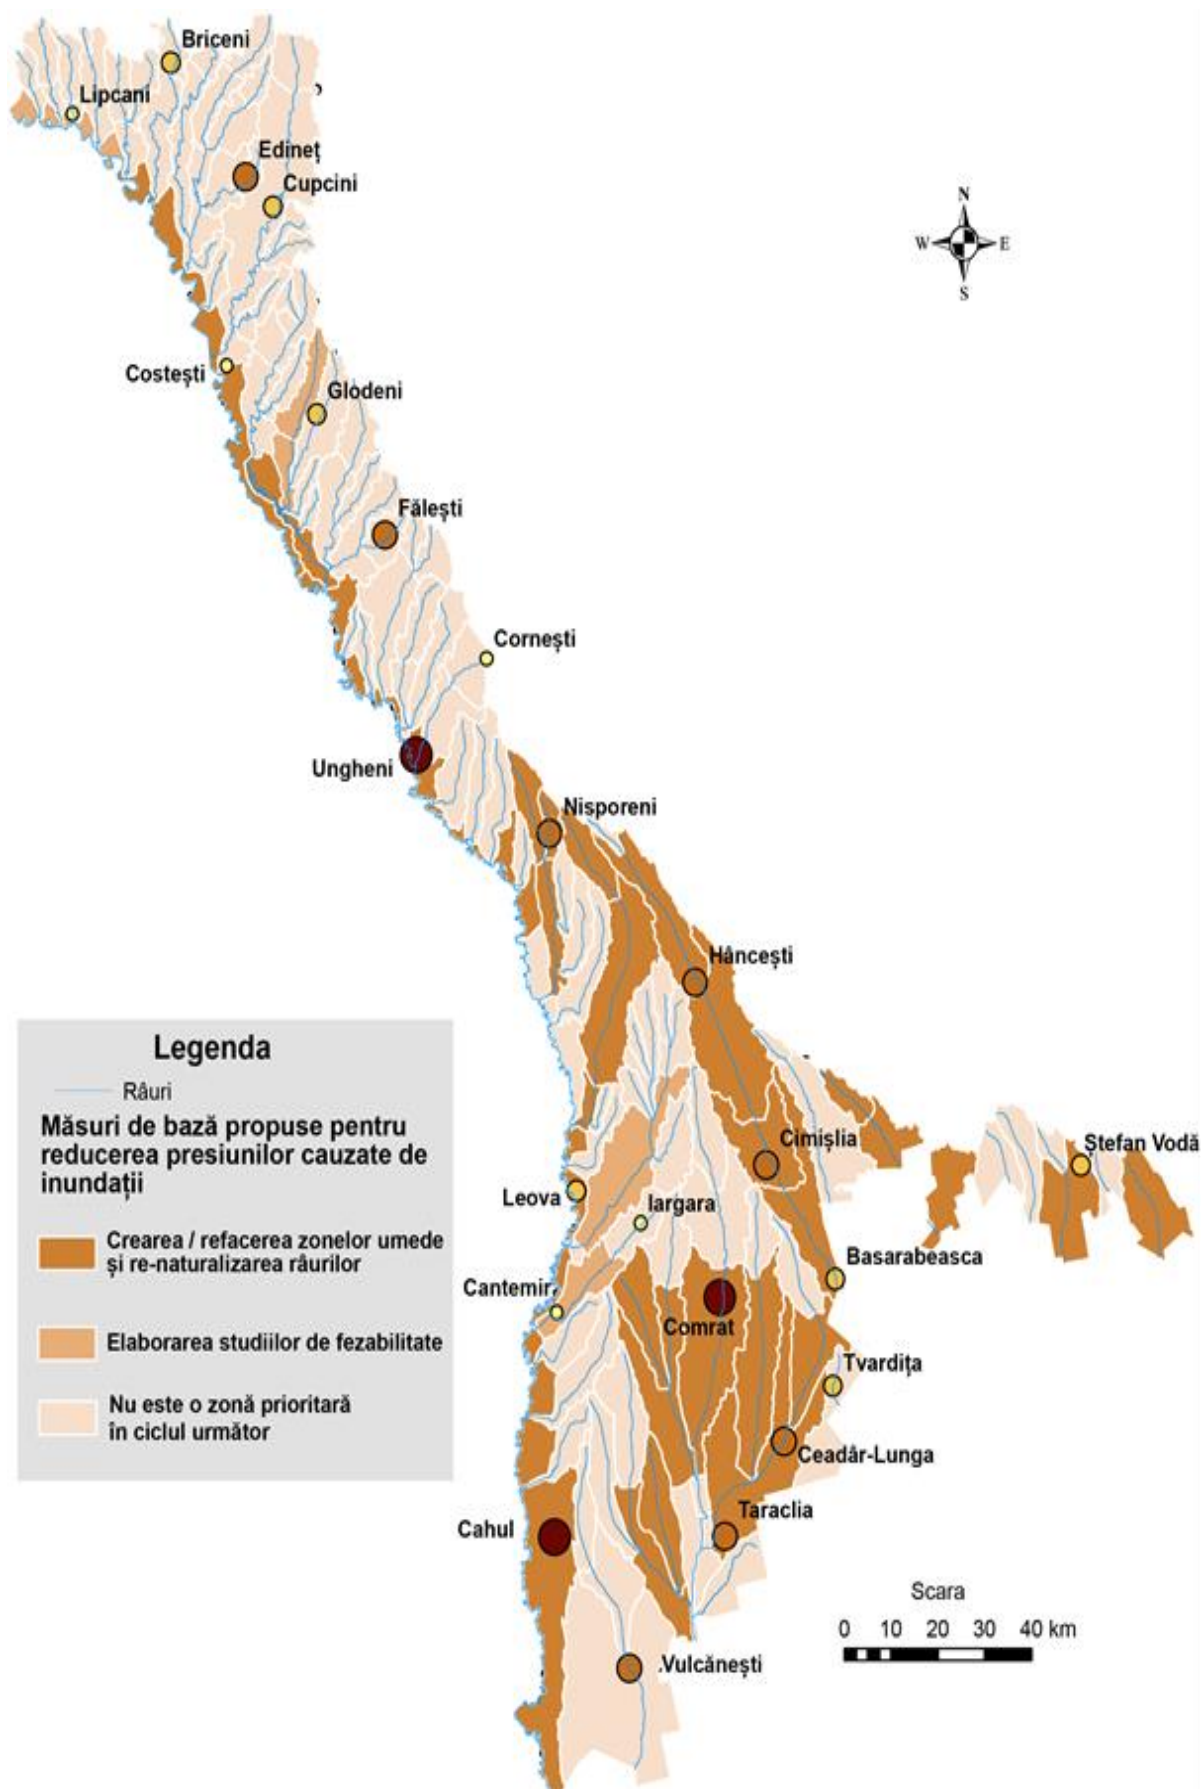 Briceni
Lipcani
Edineț
Cupcini
N
W E
S
Costești
Glodeni
Fălești
Cornești
Ungheni
Nisporeni
Hâncești
Legenda
Râuri
Măsuri de bază propuse pentru
reducerea presiunilor cauzate de
inundații
Crearea / refacerea zonelor umede
și re-naturalizarea râurilor
Elaborarea studiilor de fezabilitate
Nu este o zonă prioritară
în ciclul următor
Cimișlia
Ștefan Vodă
Leova
Iargara
Basarabeasca
Cantemir
Comrat
Tvardița
Ceadâr-Lunga
Taraclia
Cahul
Scara
0 10 20 30 40 km
Vulcănești